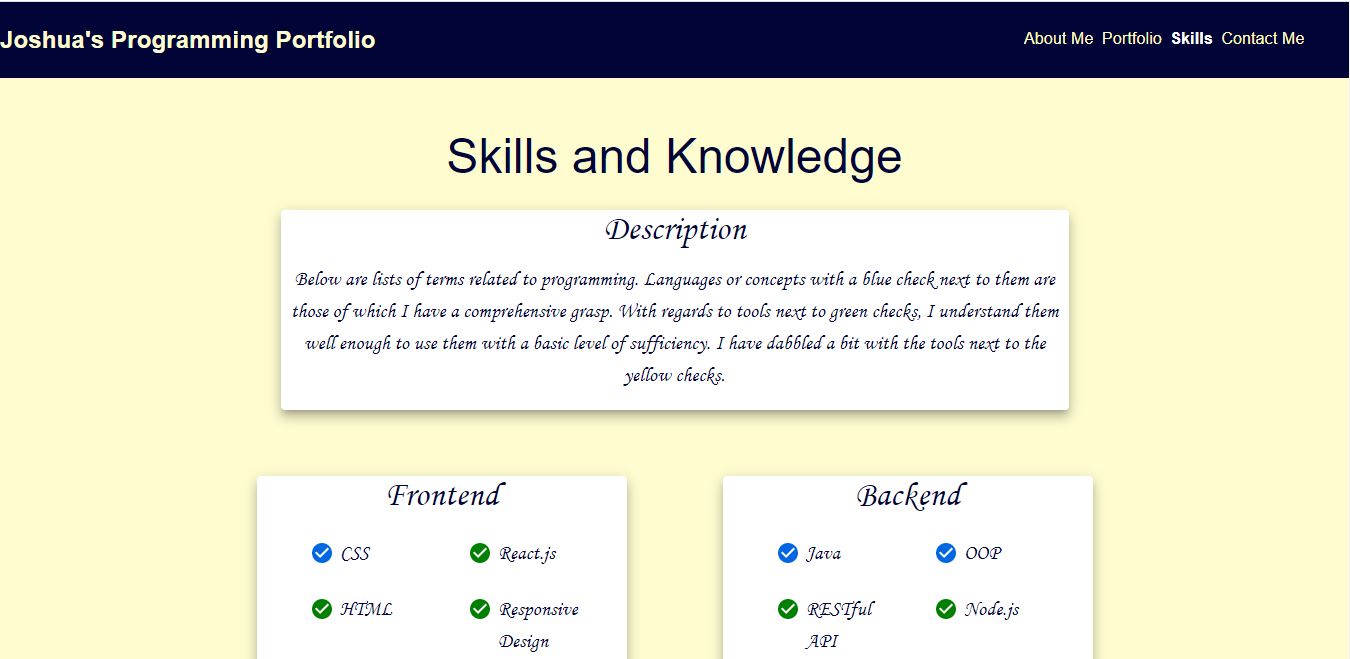 Joshua's Programming Portfolio
About Me Portfolio Skills Contact Me
Skills and Knowledge
Description
Below are lists of terms related to programming. Languages or concepts with a blue check next to them are
those of which I have a comprehensive grasp. With regards to tools next to green checks, I understand them
well enough to use them with a basic level of sufficiency. I have dabbled a bit with the tools next to the
yellow checks.
Frontend
CSS
React.js
HTML
Responsive
Design
Backend
Java
OOP
RESTful
API
Node.js